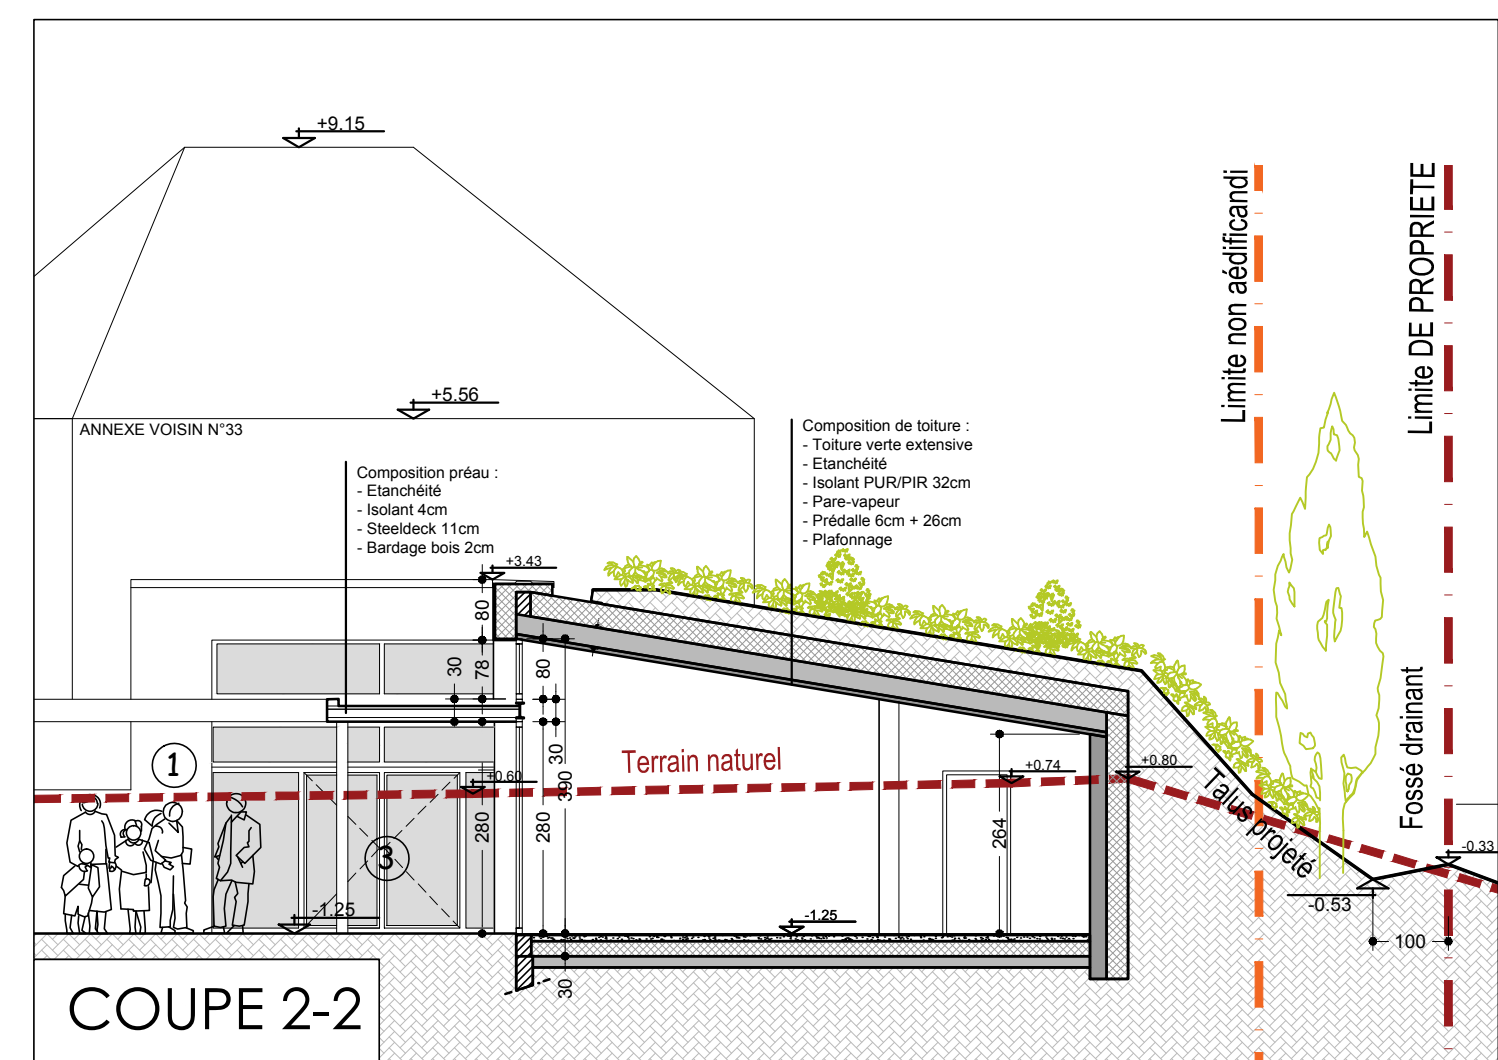 +9.15
+5.56
ANNEXE VOISIN N°33
Composition préau :
- Etanchéité
- Isolant 4cm
- Steeldeck 11cm
- Bardage bois 2cm
Composition de toiture :
- Toiture verte extensive
- Etanchéité
- Isolant PUR/PIR 32cm
- Pare-vapeur
- Prédalle 6cm + 26cm
- Plafonnage
Limite non aédificandi
Limite DE PROPRIETE
+3.43
80
30
78
80
30
390
280
280
30
1
3
Terrain naturel
+0.60
+0.74
+0.80
264
Talus projeté
Fossé drainant
-0.33
-0.53
100
-1.25
-1.25
COUPE 2-2